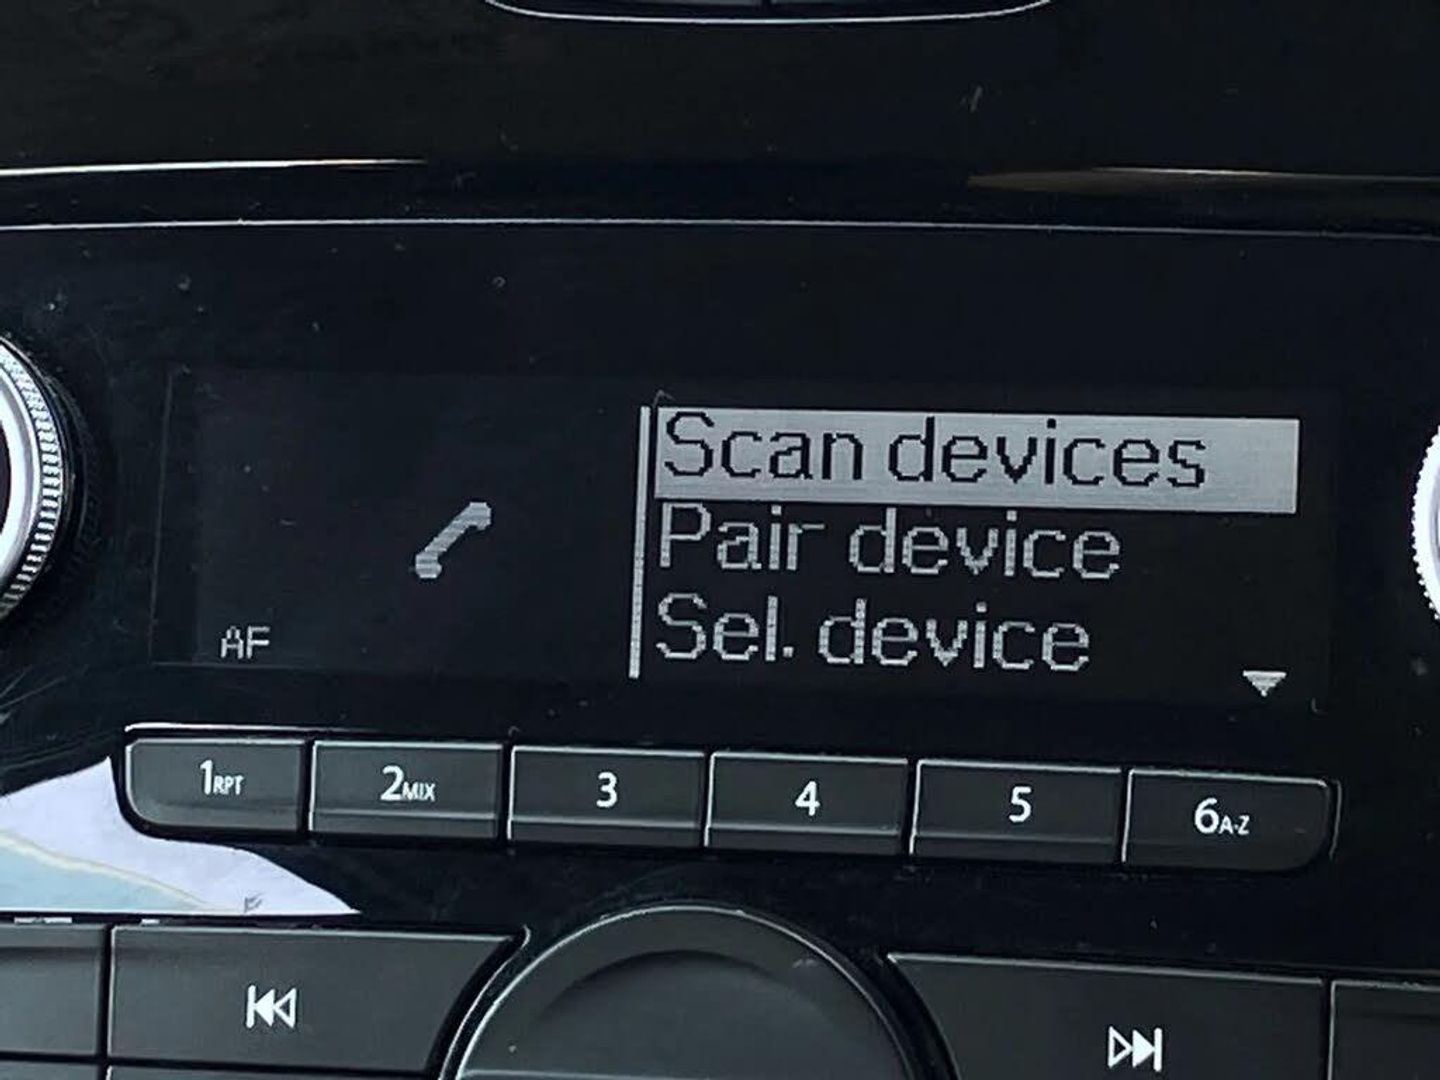 Scan devices
Pair device
Sel. device
AF
1RPT
2MIX
3
4
5
6A-Z